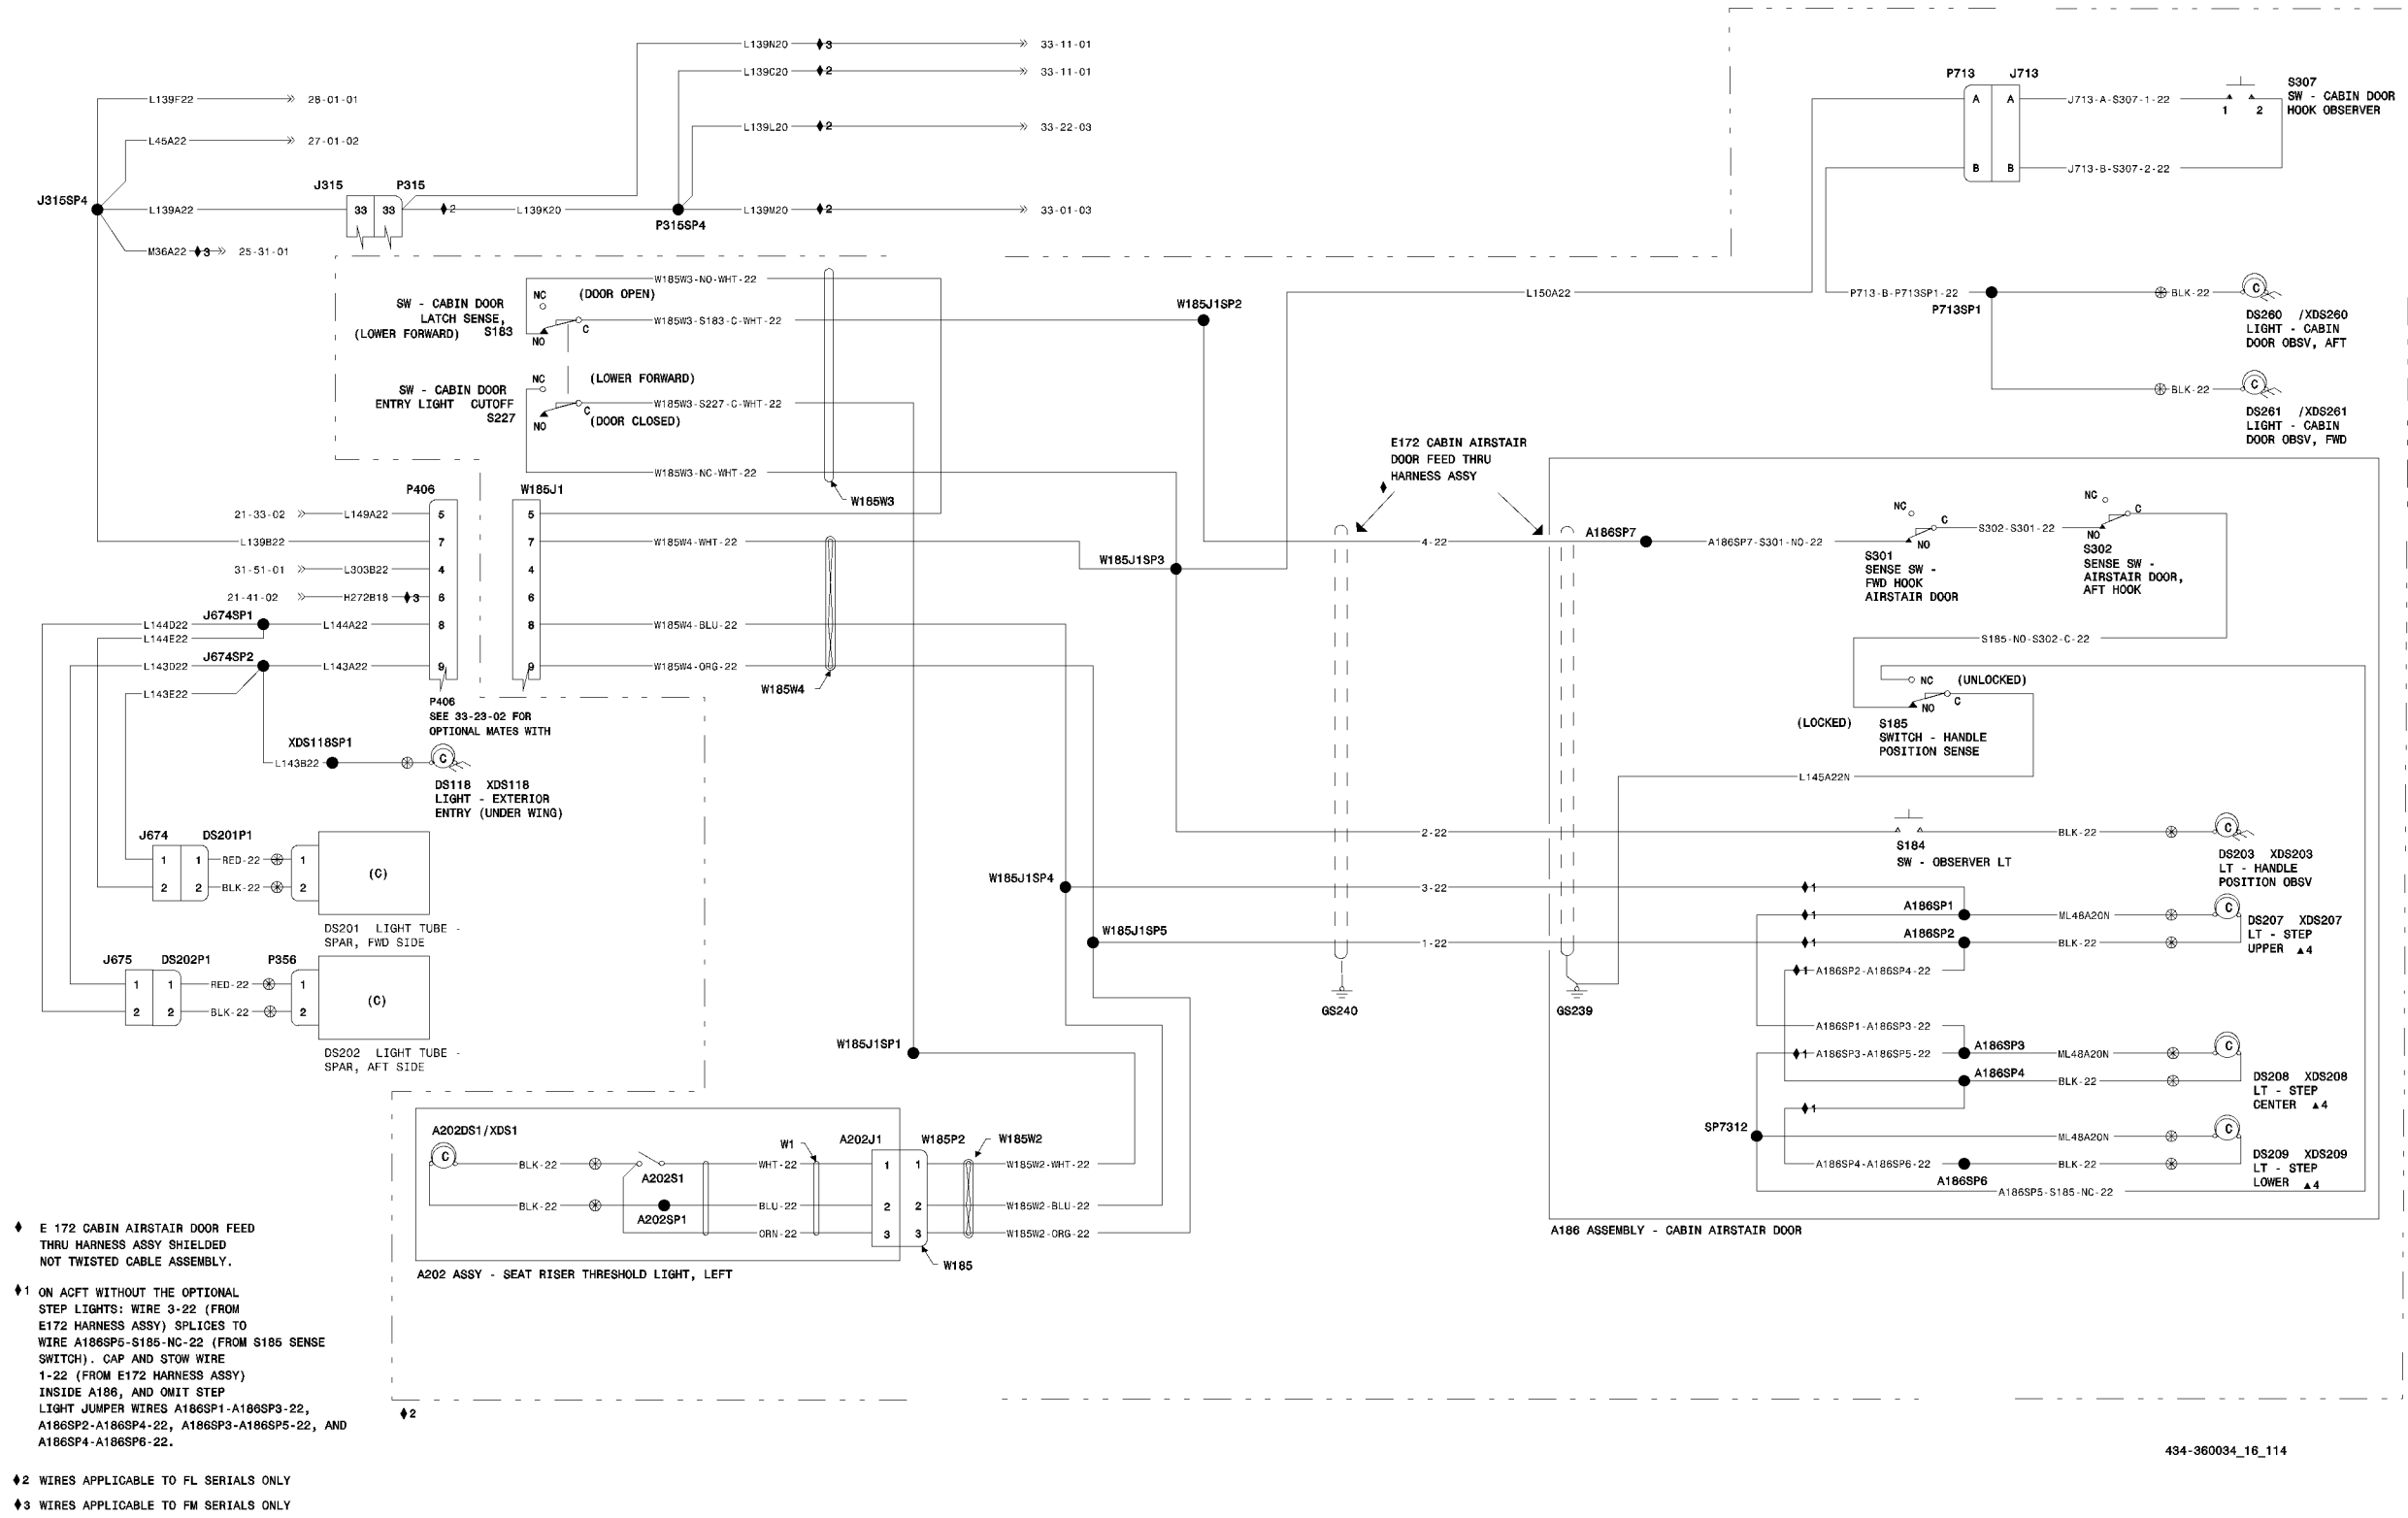 L139N20 ♦3 33-11-01
L139C20 ♦2 33-11-01
L139F22 28-01-01
L139L20 ♦2 33-22-03
L45A22 27-01-02
J315 P315
J315SP4 L139A22 33 33 ♦2 L139K20 L139M20 ♦2 33-01-03
P315SP4
M36A22 ♦3 25-31-01
P713 J713
A A J713-A-S307-1-22 1 2
S307
SW - CABIN DOOR
HOOK OBSERVER
B B J713-B-S307-2-22
W185W3-NO-WHT-22
NC (DOOR OPEN)
SW - CABIN DOOR
LATCH SENSE,
(LOWER FORWARD) S183
C W185W3-S183-C-WHT-22
NO
W185J1SP2
L150A22
P713-B-P713SP1-22 BLK-22 C
P713SP1
DS260 /XDS260
LIGHT - CABIN
DOOR OBSV, AFT
BLK-22 C
DS261 /XDS261
LIGHT - CABIN
DOOR OBSV, FWD
NC (LOWER FORWARD)
SW - CABIN DOOR
ENTRY LIGHT CUTOFF
S227
C W185W3-S227-C-WHT-22
NO (DOOR CLOSED)
W185W3-NC-WHT-22
W185W3
E172 CABIN AIRSTAIR
DOOR FEED THRU
HARNESS ASSY
♦
P406 W185J1
21-33-02 L149A22 5 5
L139B22 7 7 W185W4-WHT-22
31-51-01 L303B22 4 4
W185J1SP3
21-41-02 H272B18 ♦3 6 6
J674SP1
L144D22 L144A22 8 8 W185W4-BLU-22
L144E22
J674SP2
L143D22 L143A22 9 9 W185W4-ORG-22
L143E22
W185W4
P406
SEE 33-23-02 FOR
OPTIONAL MATES WITH
XDS118SP1
L143B22 C
DS118 XDS118
LIGHT - EXTERIOR
ENTRY (UNDER WING)
4-22 A186SP7 A186SP7-S301-NO-22
NC C NO
S301
SENSE SW -
FWD HOOK
AIRSTAIR DOOR
S302-S301-22
NC C NO
S302
SENSE SW -
AIRSTAIR DOOR,
AFT HOOK
S185-NO-S302-C-22
NC (UNLOCKED)
C
NO
(LOCKED)
S185
SWITCH - HANDLE
POSITION SENSE
L145A22N
J674 DS201P1
1 1 RED-22 1
2 2 BLK-22 2
(C)
DS201 LIGHT TUBE -
SPAR, FWD SIDE
J675 DS202P1 P356
1 1 RED-22 1
2 2 BLK-22 2
(C)
DS202 LIGHT TUBE -
SPAR, AFT SIDE
2-22 BLK-22 C
S184
SW - OBSERVER LT
DS203 XDS203
LT - HANDLE
POSITION OBSV
W185J1SP4 3-22 ♦1
A186SP1
♦1 ML46A20N C
W185J1SP5 A186SP2
1-22 ♦1 BLK-22
DS207 XDS207
LT - STEP
UPPER ▲4
♦1 A186SP2-A186SP4-22
GS240 GS239
A186SP1-A186SP3-22
W185J1SP1
♦1 A186SP3-A186SP5-22 A186SP3 ML48A20N C
A186SP4 BLK-22
DS208 XDS208
LT - STEP
CENTER ▲4
♦1
SP7312 ML48A20N C
A186SP4-A186SP6-22 BLK-22
A186SP6
DS209 XDS209
LT - STEP
LOWER ▲4
A186SP5-S185-NC-22
A186 ASSEMBLY - CABIN AIRSTAIR DOOR
A202DS1/XDS1 W1 A202J1 W185P2 W185W2
C BLK-22 WHT-22 1 1 W185W2-WHT-22
A202S1
BLK-22 BLU-22 2 2 W185W2-BLU-22
A202SP1
ORN-22 3 3 W185W2-ORG-22
W185
A202 ASSY - SEAT RISER THRESHOLD LIGHT, LEFT
♦2
♦ E 172 CABIN AIRSTAIR DOOR FEED
THRU HARNESS ASSY SHIELDED
NOT TWISTED CABLE ASSEMBLY.
♦1 ON ACFT WITHOUT THE OPTIONAL
STEP LIGHTS: WIRE 3-22 (FROM
E172 HARNESS ASSY) SPLICES TO
WIRE A186SP5-S185-NC-22 (FROM S185 SENSE
SWITCH). CAP AND STOW WIRE
1-22 (FROM E172 HARNESS ASSY)
INSIDE A186, AND OMIT STEP
LIGHT JUMPER WIRES A186SP1-A186SP3-22,
A186SP2-A186SP4-22, A186SP3-A186SP5-22, AND
A186SP4-A186SP6-22.
♦2 WIRES APPLICABLE TO FL SERIALS ONLY
♦3 WIRES APPLICABLE TO FM SERIALS ONLY
434-360034_16_114